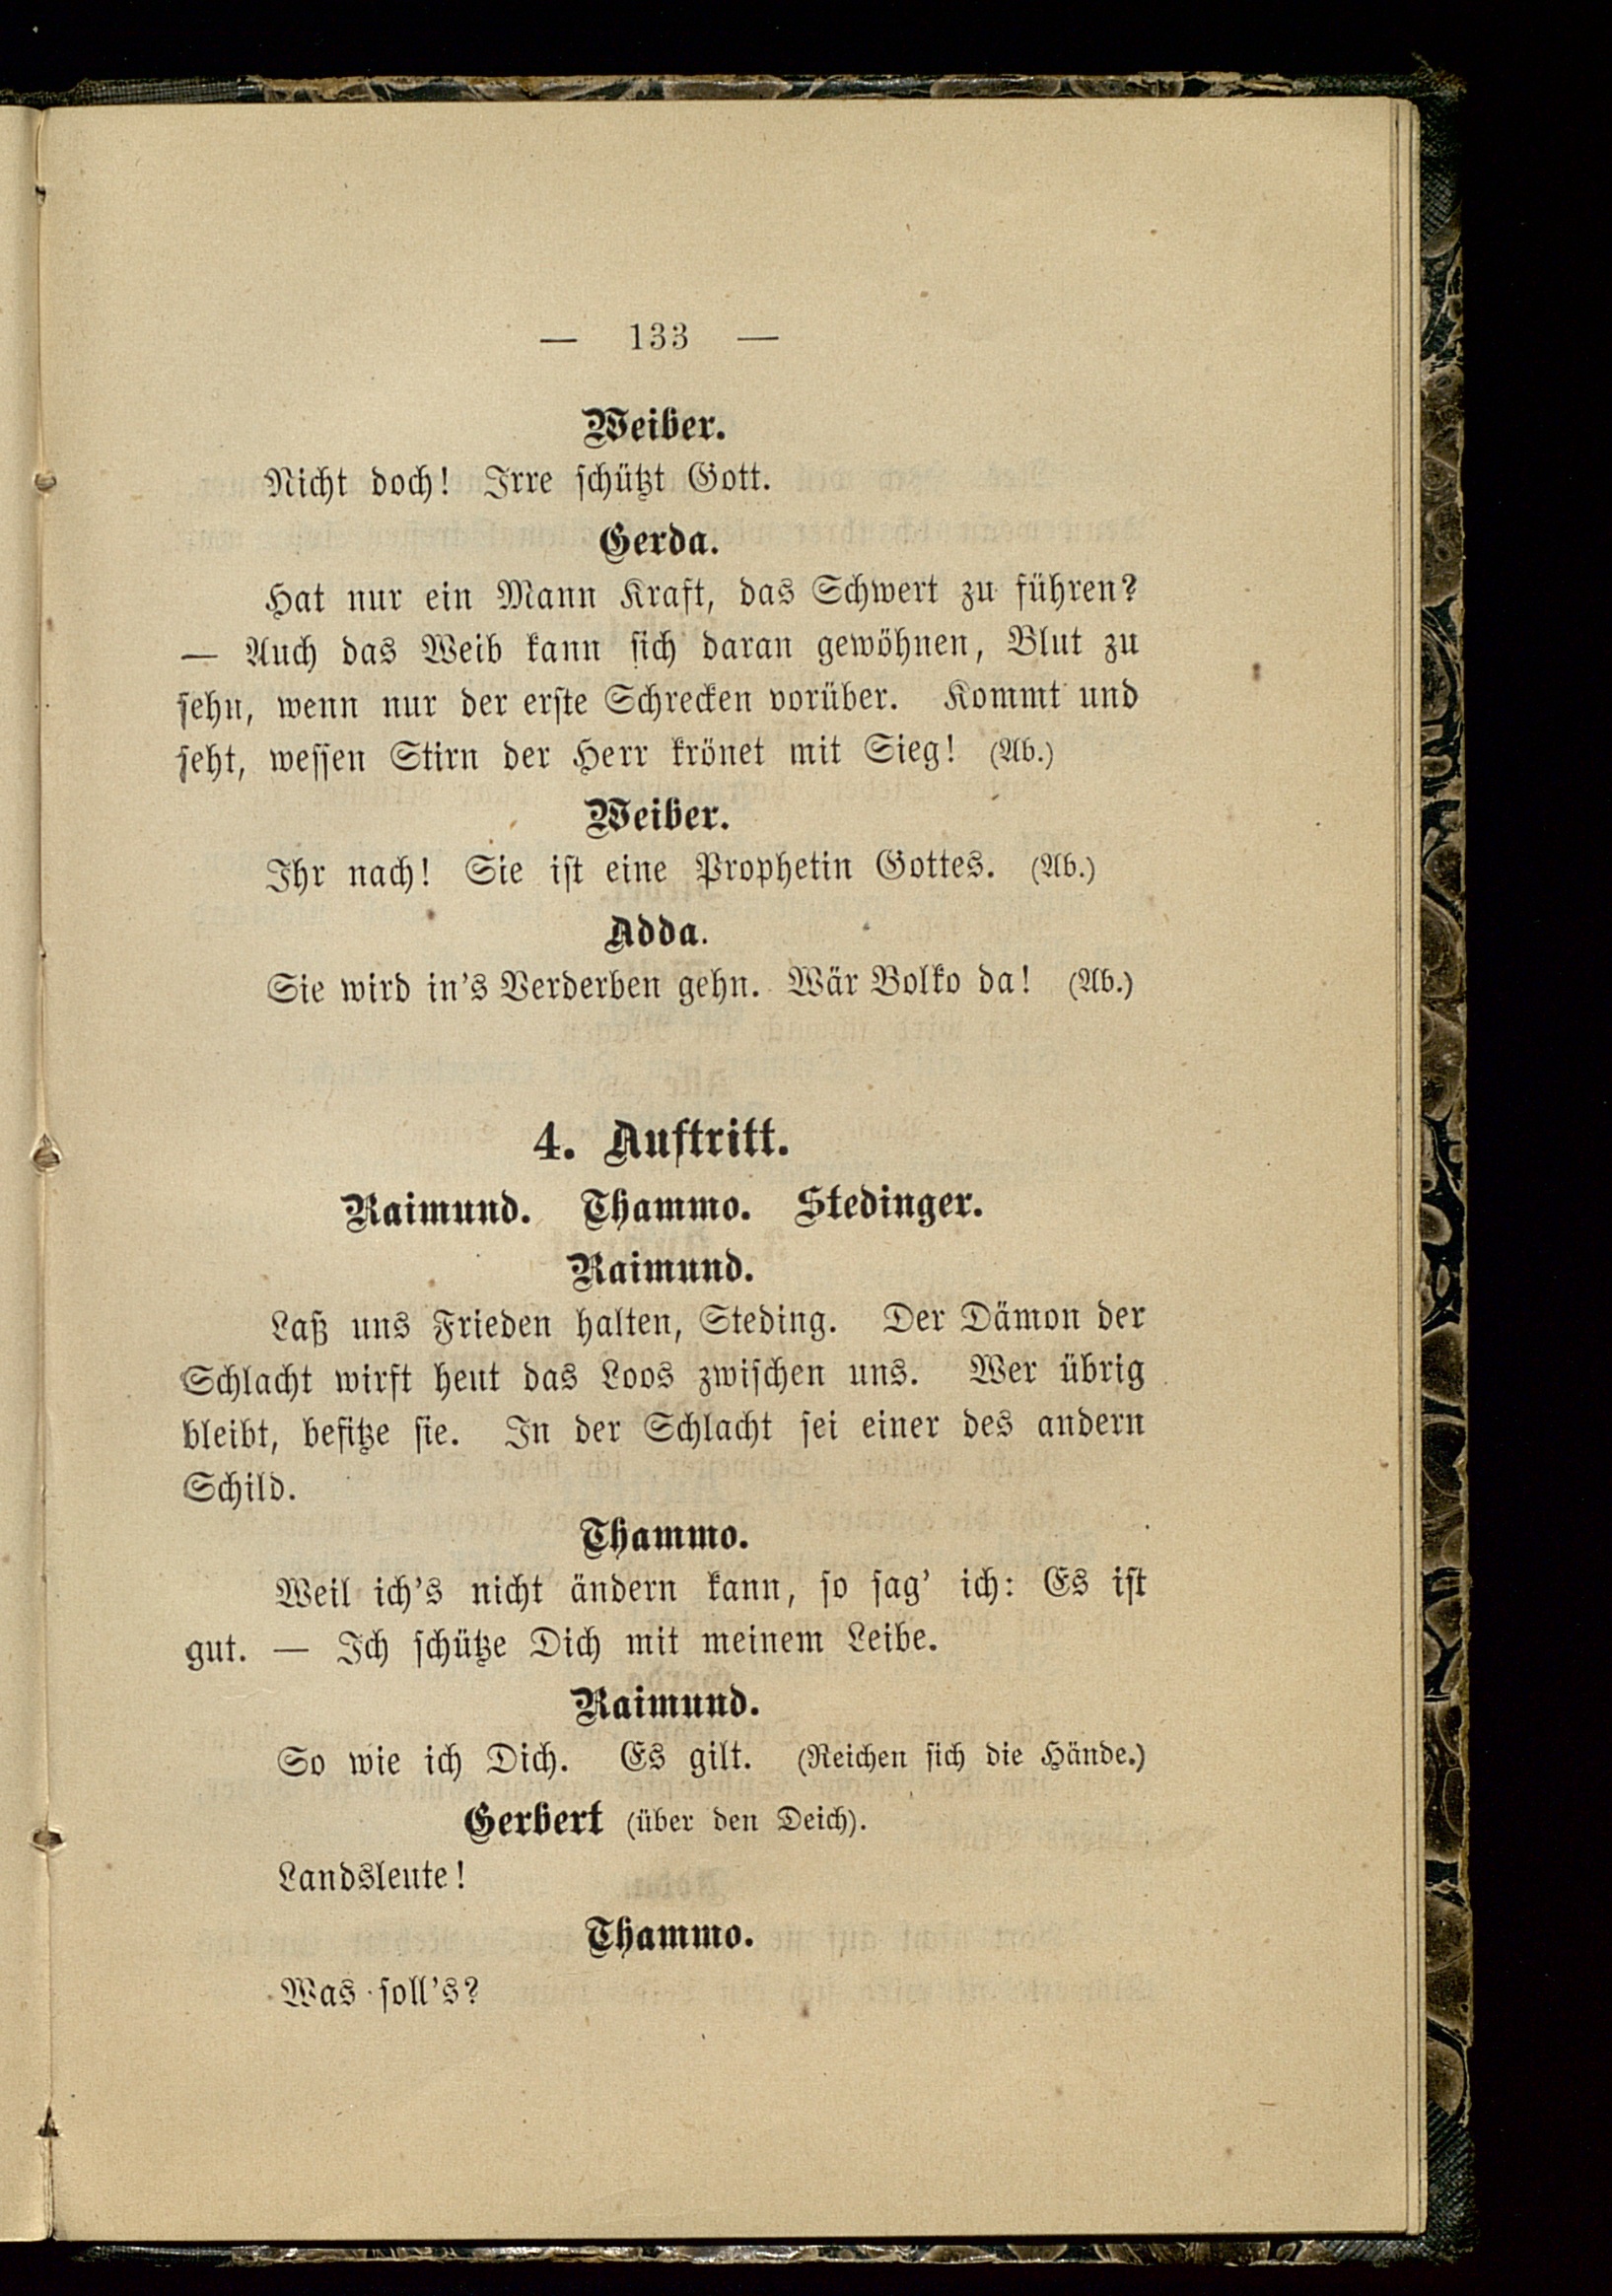 — 133 —
Weiber.
Nicht doch! Irre schützt Gott.
Gerda.
Hat nur ein Mann Kraft, das Schwert zu führen?
— Auch das Weib kann sich daran gewöhnen, Blut zu
sehn, wenn nur der erste Schrecken vorüber. Kommt und
seht, wessen Stirn der Herr krönet mit Sieg! (Ab.)
Weiber.
Ihr nach! Sie ist eine Prophetin Gottes. (Ab.)
Adda.
Sie wird in's Verderben gehn. Wär Bolko da! (Ab.)
4. Auftritt.
Raimund. Thammo. Stedinger.
Raimund.
Laß uns Frieden halten, Steding. Der Dämon der
Schlacht wirft heut das Loos zwischen uns. Wer übrig
bleibt, besitze sie. In der Schlacht sei einer des andern
Schild.
Thammo.
Weil ich's nicht ändern kann, so sag' ich: Es ist
gut. — Ich schütze Dich mit meinem Leibe.
Raimund.
So wie ich Dich. Es gilt. (Reichen sich die Hände.)
Gerbert (über den Deich).
Landsleute!
Thammo.
Was soll's?